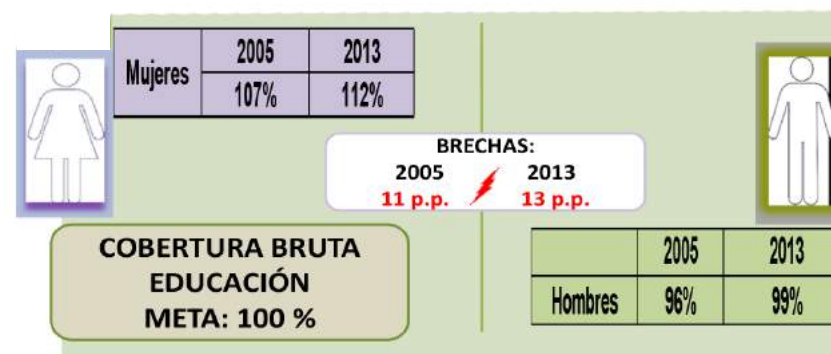 Mujeres 2005 2013
107% 112%
BRECHAS:
2005 2013
11 p.p. 13 p.p.
COBERTURA BRUTA
EDUCACIÓN
META: 100 %
2005 2013
Hombres 96% 99%